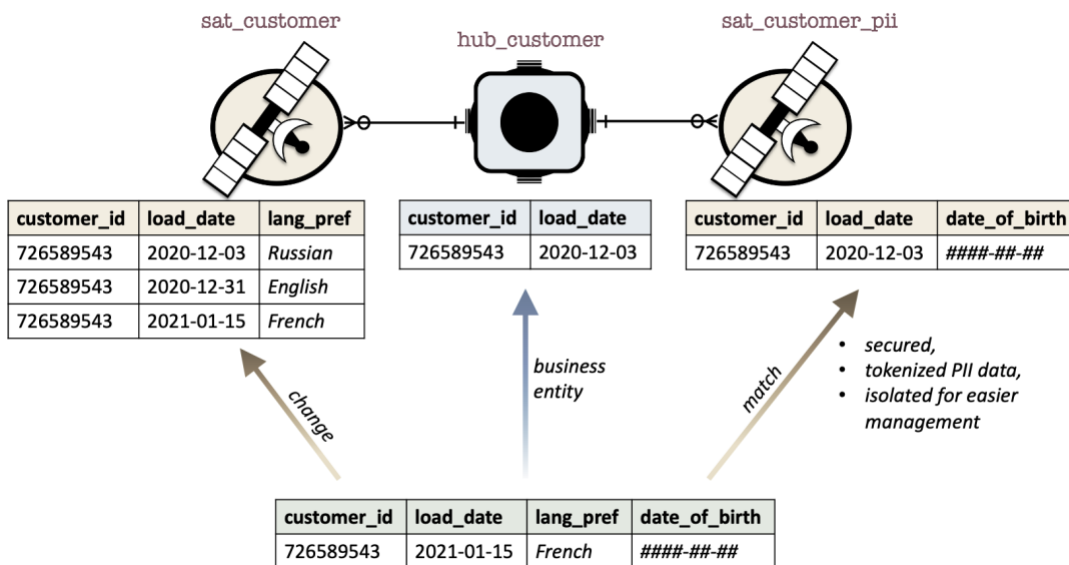 sat_customer
hub_customer
sat_customer_pii
customer_id load_date lang_pref
726589543 2020-12-03 Russian
726589543 2020-12-31 English
726589543 2021-01-15 French
customer_id load_date
726589543 2020-12-03
customer_id load_date date_of_birth
726589543 2020-12-03 ####-##-##
change
business
entity
match
• secured,
• tokenized PII data,
• isolated for easier
management
customer_id load_date lang_pref date_of_birth
726589543 2021-01-15 French ####-##-##